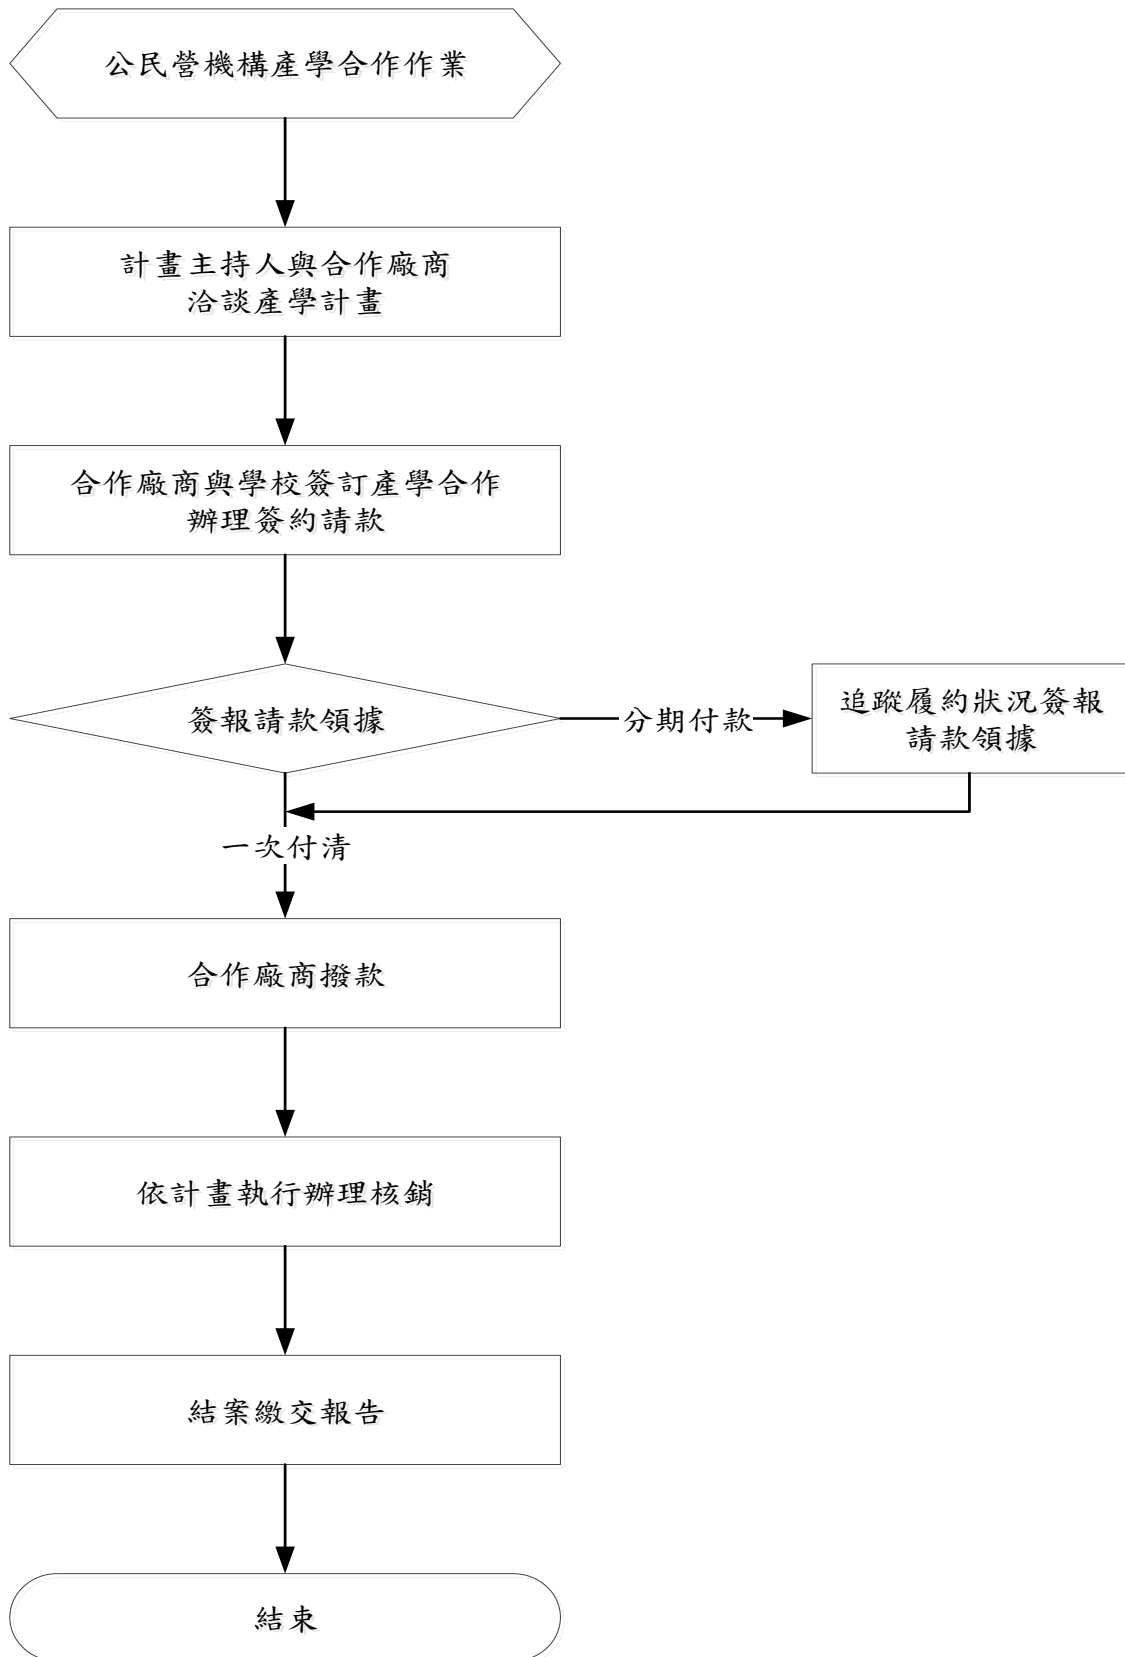 公民營機構產學合作作業
計畫主持人與合作廠商
洽談產學計畫
合作廠商與學校簽訂產學合作
辦理簽約請款
簽報請款領據
分期付款
追蹤履約狀況簽報
請款領據
一次付清
合作廠商撥款
依計畫執行辦理核銷
結案繳交報告
結束